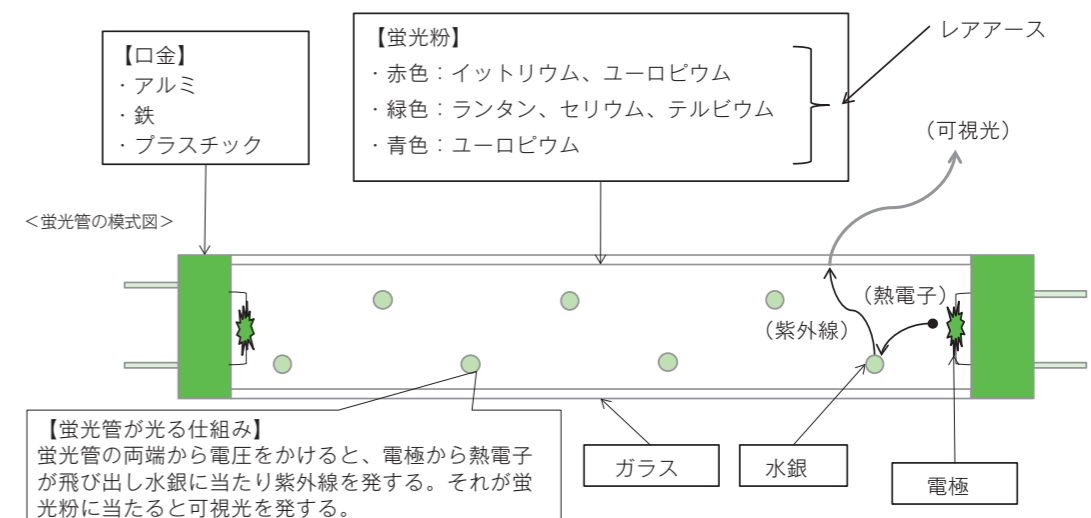 【口金】
・アルミ
・鉄
・プラスチック
【蛍光粉】
・赤色：イットリウム、ユーロピウム
・緑色：ランタン、セリウム、テルビウム
・青色：ユーロピウム
レアアース
（可視光）
＜蛍光管の模式図＞
（熱電子）
（紫外線）
【蛍光管が光る仕組み】
蛍光管の両端から電圧をかけると、電極から熱電子
が飛び出し水銀に当たり紫外線を発する。それが蛍
光粉に当たると可視光を発する。
ガラス
水銀
電極